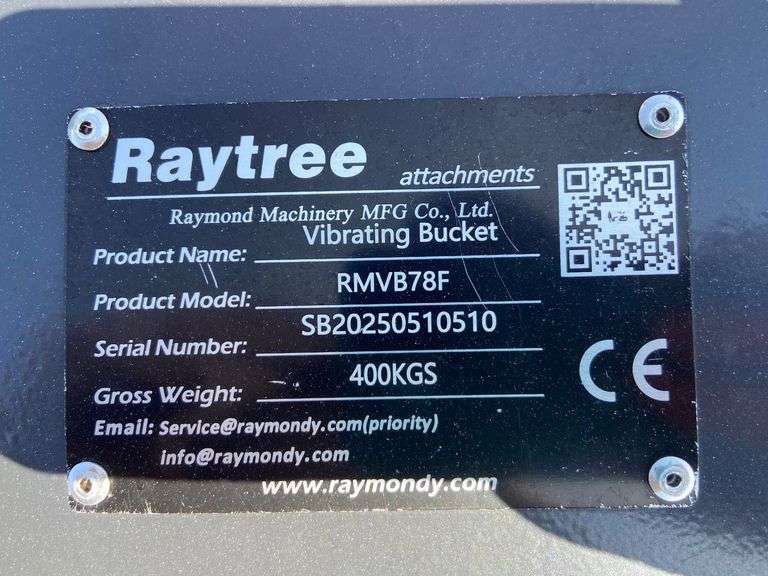 Raytree attachments
Raymond Machinery MFG Co., Ltd.
Product Name: Vibrating Bucket
Product Model: RMVB78F
Serial Number: SB20250510510
Gross Weight: 400KGS
Email: Service@raymondy.com(priority)
info@raymondy.com
www.raymondy.com
CE